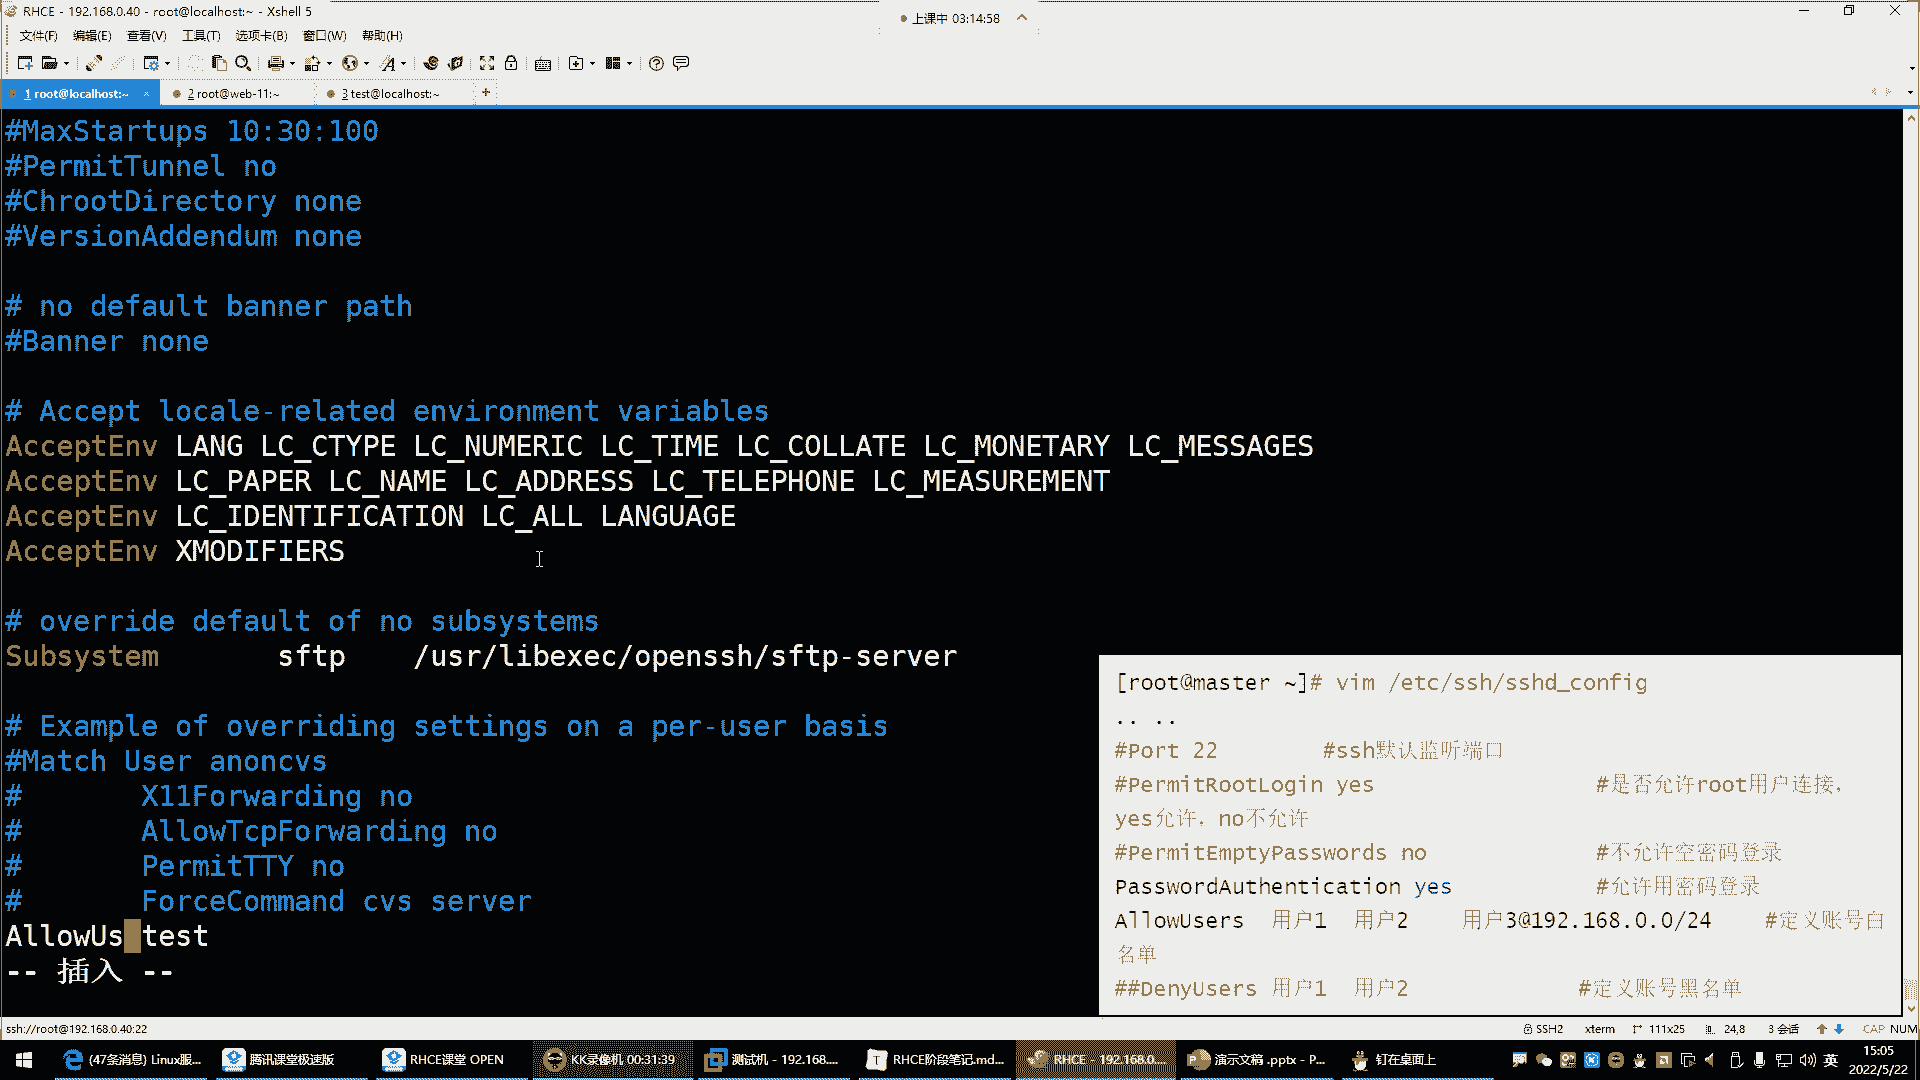 RHCE - 192.168.0.40 - root@localhost:~ - Xshell 5
上课中 03:14:58
文件(F) 编辑(E) 查看(V) 工具(T) 选项卡(B) 窗口(W) 帮助(H)
1 root@localhost:~ × 2 root@web-11:~ 3 test@localhost:~ +
#MaxStartups 10:30:100
#PermitTunnel no
#ChrootDirectory none
#VersionAddendum none
# no default banner path
#Banner none
# Accept locale-related environment variables
AcceptEnv LANG LC_CTYPE LC_NUMERIC LC_TIME LC_COLLATE LC_MONETARY LC_MESSAGES
AcceptEnv LC_PAPER LC_NAME LC_ADDRESS LC_TELEPHONE LC_MEASUREMENT
AcceptEnv LC_IDENTIFICATION LC_ALL LANGUAGE
AcceptEnv XMODIFIERS
# override default of no subsystems
Subsystem sftp /usr/libexec/openssh/sftp-server
# Example of overriding settings on a per-user basis
#Match User anoncvs
# X11Forwarding no
# AllowTcpForwarding no
# PermitTTY no
# ForceCommand cvs server
AllowUs test
-- 插入 --
[root@master ~]# vim /etc/ssh/sshd_config
.. ..
#Port 22 #ssh默认监听端口
#PermitRootLogin yes #是否允许root用户连接，
yes允许，no不允许
#PermitEmptyPasswords no #不允许空密码登录
PasswordAuthentication yes #允许用密码登录
AllowUsers 用户1 用户2 用户3@192.168.0.0/24 #定义账号白
名单
##DenyUsers 用户1 用户2 #定义账号黑名单
ssh://root@192.168.0.40:22 SSH2 xterm 111x25 24,8 3 会话 CAP NUM
(47条消息) Linux服... 腾讯课堂极速版 RHCE课堂 OPEN KK录像机 00:31:39 测试机 - 192.168.... RHCE阶段笔记.md... RHCE - 192.168.0.... 演示文稿 .pptx - P... 钉在桌面上 英
15:05
2022/5/22